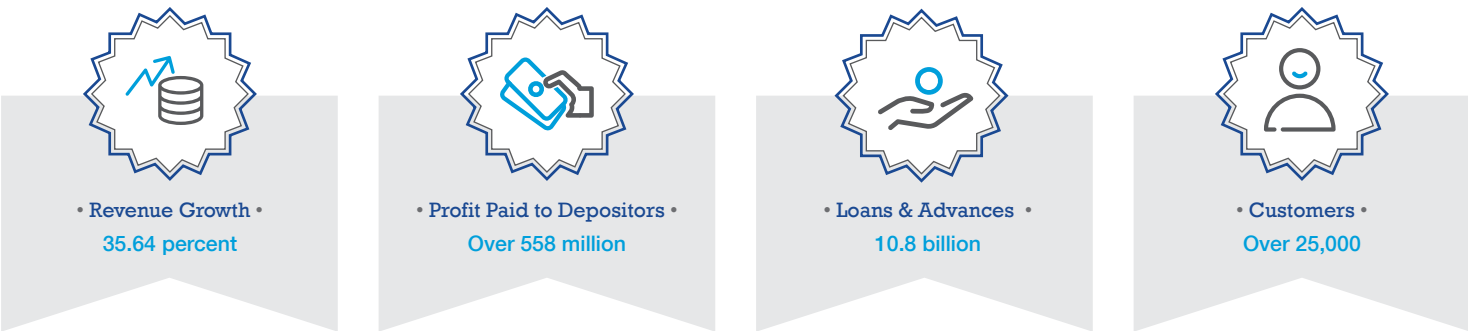 • Revenue Growth •
35.64 percent
• Profit Paid to Depositors •
Over 558 million
• Loans & Advances •
10.8 billion
• Customers •
Over 25,000